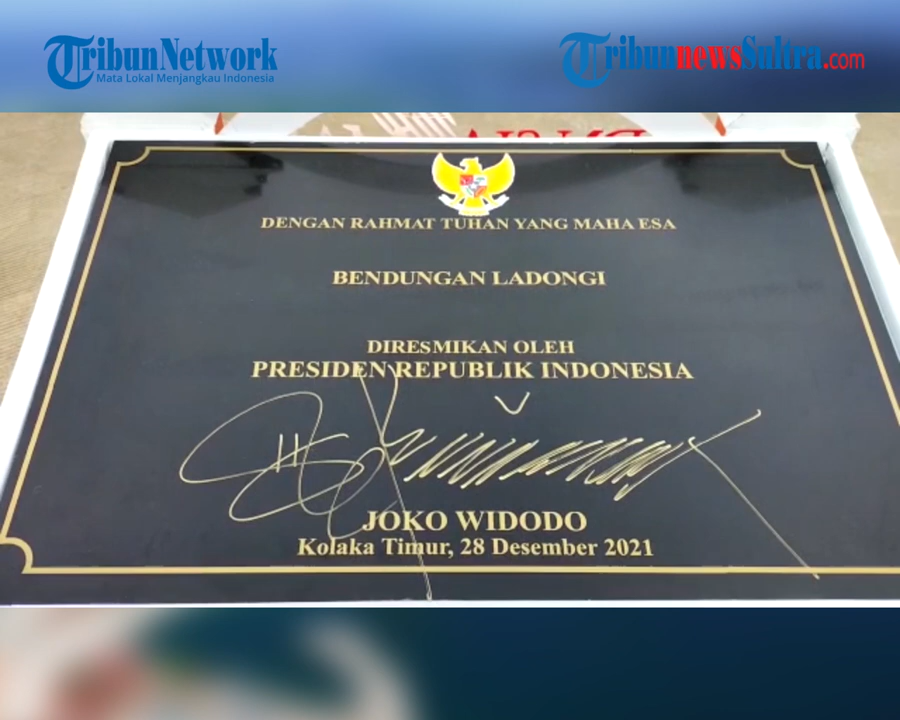 TribunNetwork
Mata Lokal Menjangkau Indonesia
TribunnewsSultra.com
DENGAN RAHMAT TUHAN YANG MAHA ESA
BENDUNGAN LADONGI
DIRESMIKAN OLEH
PRESIDEN REPUBLIK INDONESIA
JOKO WIDODO
Kolaka Timur, 28 Desember 2021